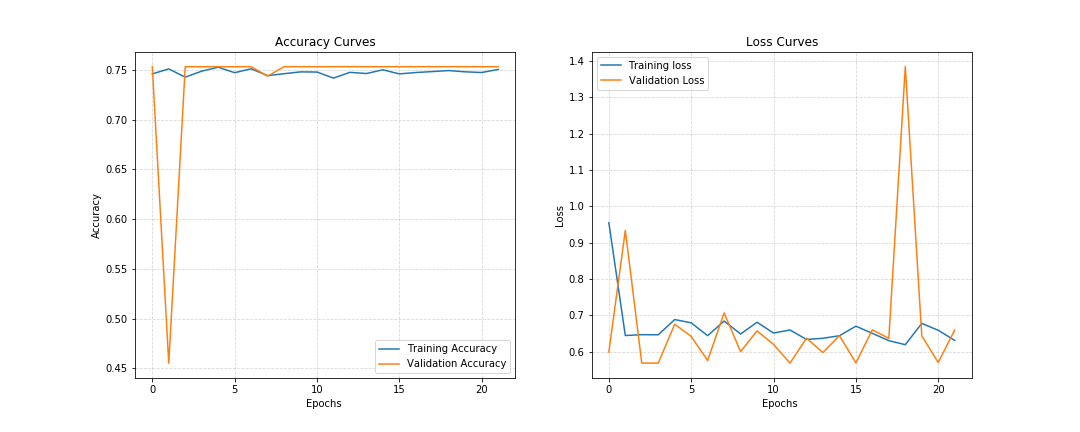 Accuracy Curves
0.75
0.70
0.65
0.60
0.55
0.50
0.45
Accuracy
Training Accuracy
Validation Accuracy
0 5 10 15 20
Epochs
Loss Curves
1.4
1.3
1.2
1.1
1.0
0.9
0.8
0.7
0.6
Loss
Training loss
Validation Loss
0 5 10 15 20
Epochs